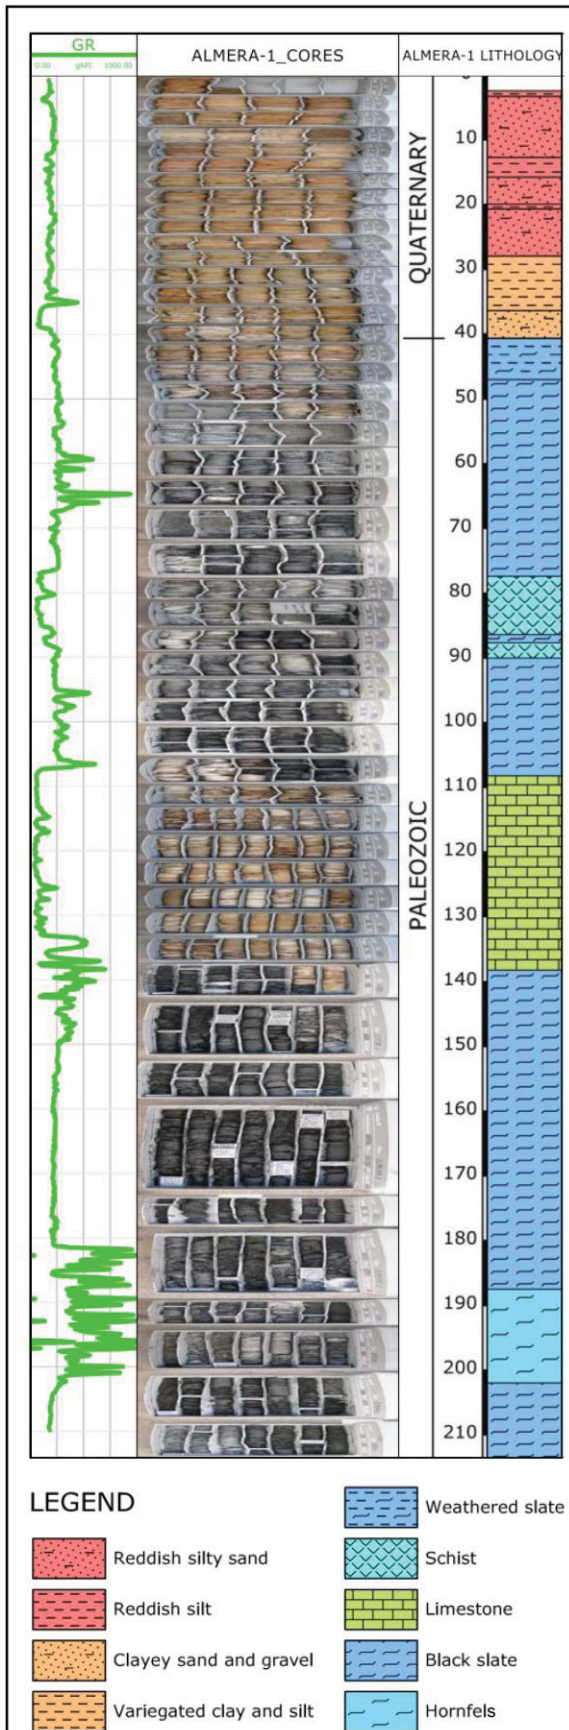 GR
0.00 gAPI 1000.00
ALMERA-1_CORES
ALMERA-1 LITHOLOGY
QUATERNARY
PALEOZOIC
10
20
30
40
50
60
70
80
90
100
110
120
130
140
150
160
170
180
190
200
210
LEGEND
Reddish silty sand
Reddish silt
Clayey sand and gravel
Variegated clay and silt
Weathered slate
Schist
Limestone
Black slate
Hornfels